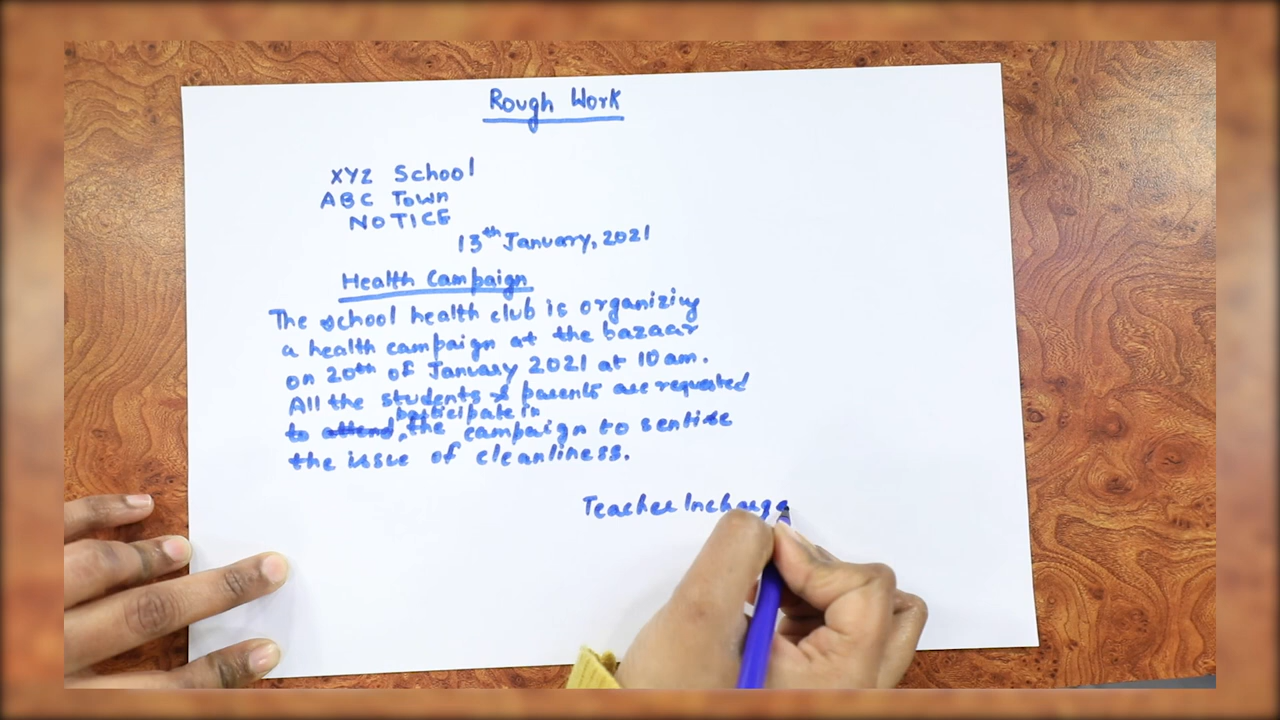 Rough Work
XYZ School
ABC Town
NOTICE
13th January, 2021
Health Campaign
The school health club is organizing
a health campaign at the bazaar
on 20th of January 2021 at 10 am.
All the students & parents are requested
participate in
to attend, the campaign to sentise
the issue of cleanliness.
Teacher Incharge